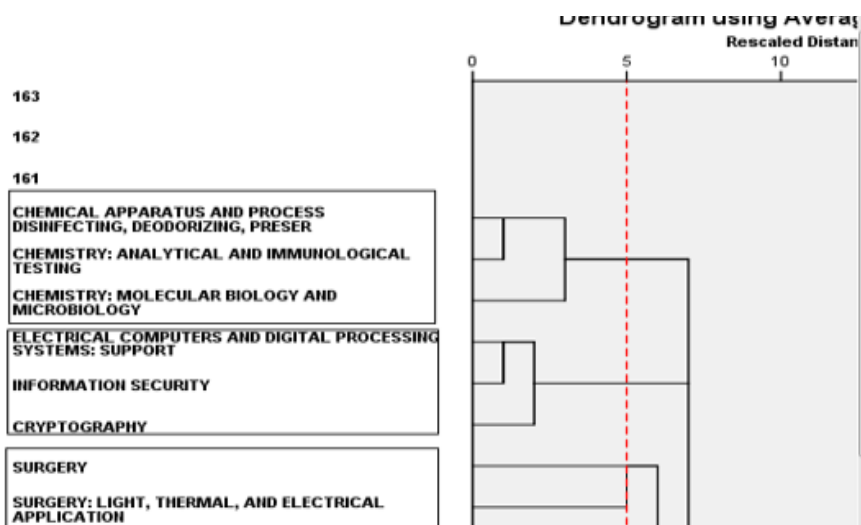 Dendrogram using Averag
Rescaled Distan
0 5 10
163
162
161
CHEMICAL APPARATUS AND PROCESS
DISINFECTING, DEODORIZING, PRESER
CHEMISTRY: ANALYTICAL AND IMMUNOLOGICAL
TESTING
CHEMISTRY: MOLECULAR BIOLOGY AND
MICROBIOLOGY
ELECTRICAL COMPUTERS AND DIGITAL PROCESSING
SYSTEMS: SUPPORT
INFORMATION SECURITY
CRYPTOGRAPHY
SURGERY
SURGERY: LIGHT, THERMAL, AND ELECTRICAL
APPLICATION